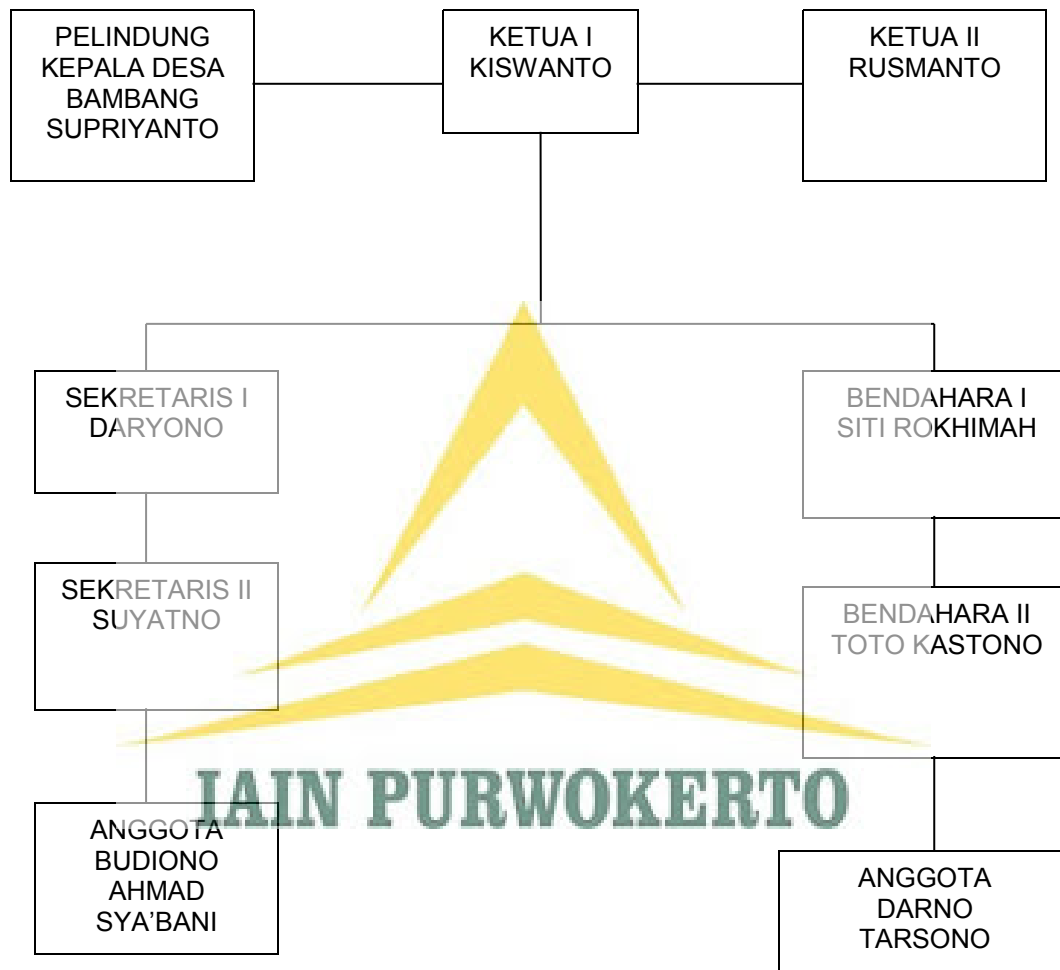 PELINDUNG
KEPALA DESA
BAMBANG
SUPRIYANTO
KETUA I
KISWANTO
KETUA II
RUSMANTO
SEKRETARIS I
DARYONO
BENDAHARA I
SITI ROKHIMAH
SEKRETARIS II
SUYATNO
BENDAHARA II
TOTO KASTONO
IAIN PURWOKERTO
ANGGOTA
BUDIONO
AHMAD
SYA'BANI
ANGGOTA
DARNO
TARSONO